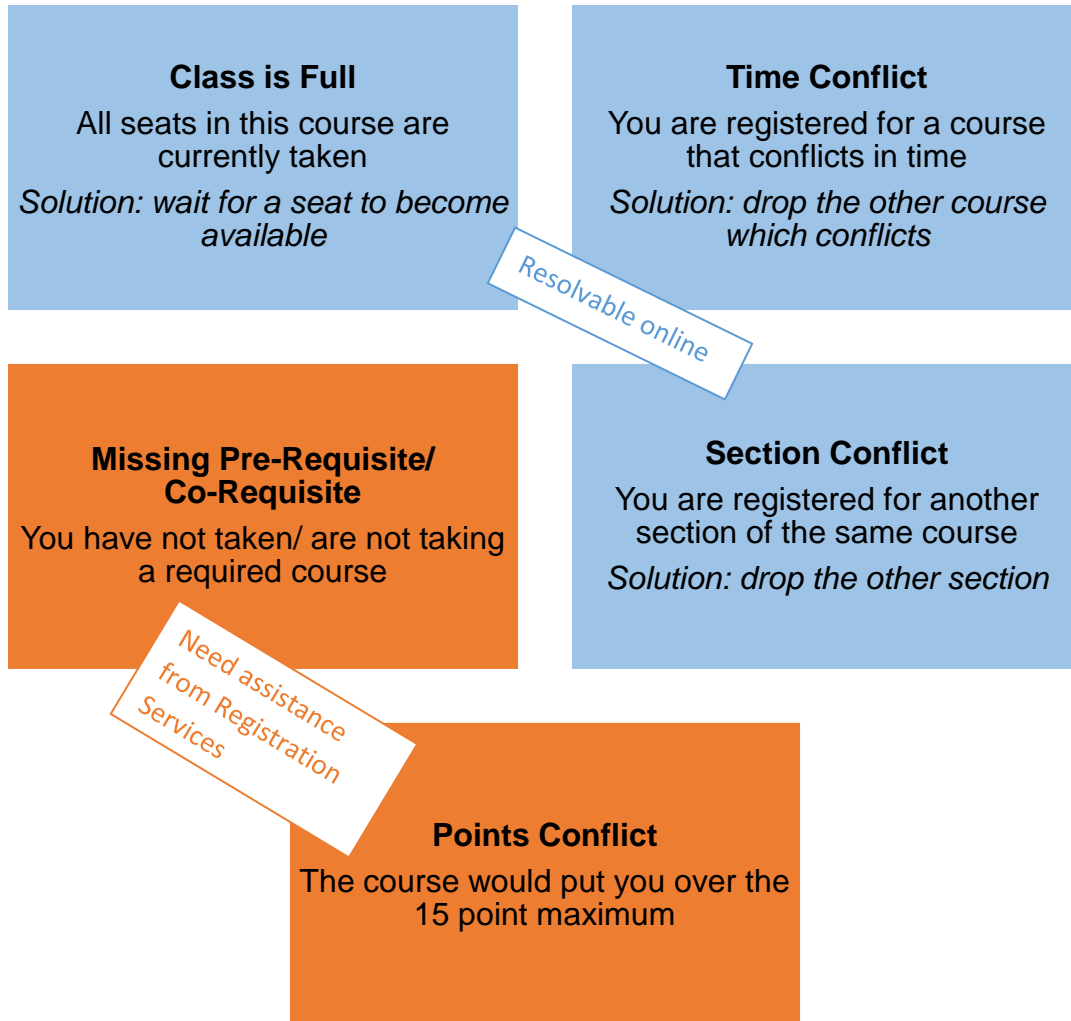 Class is Full
All seats in this course are
currently taken
Solution: wait for a seat to become
available
Time Conflict
You are registered for a course
that conflicts in time
Solution: drop the other course
which conflicts
Resolvable online
Missing Pre-Requisite/
Co-Requisite
You have not taken/ are not taking
a required course
Section Conflict
You are registered for another
section of the same course
Solution: drop the other section
Need assistance
from Registration
Services
Points Conflict
The course would put you over the
15 point maximum